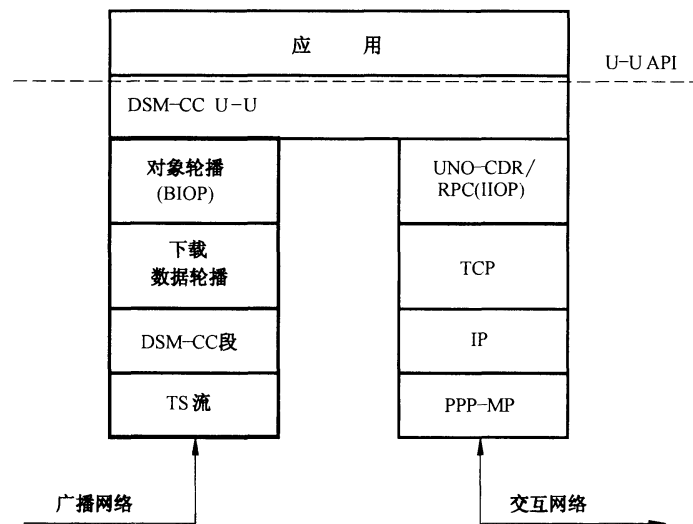 应 用
U-U API
DSM-CC U-U
对象轮播
(BIOP)
下载
数据轮播
DSM-CC段
TS流
UNO-CDR/
RPC(IIOP)
TCP
IP
PPP-MP
广播网络
交互网络